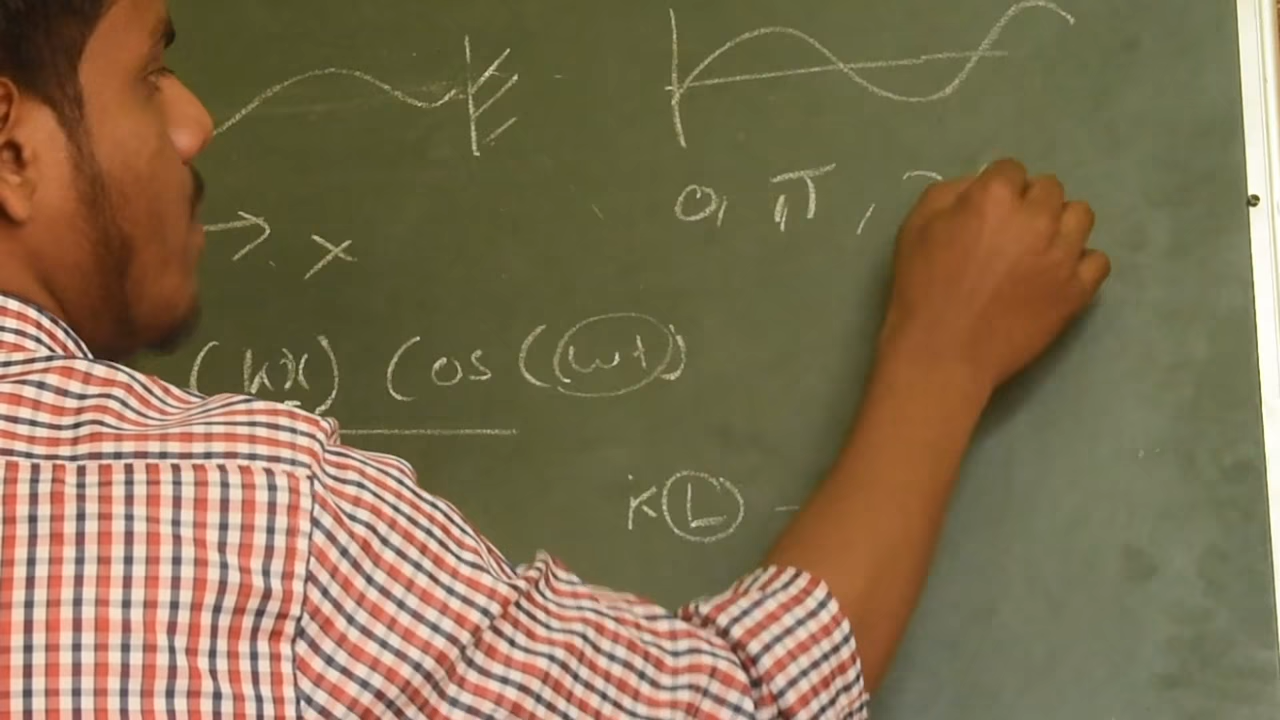 0, π,
→ x
(kx) (cos (ωt))
K L -